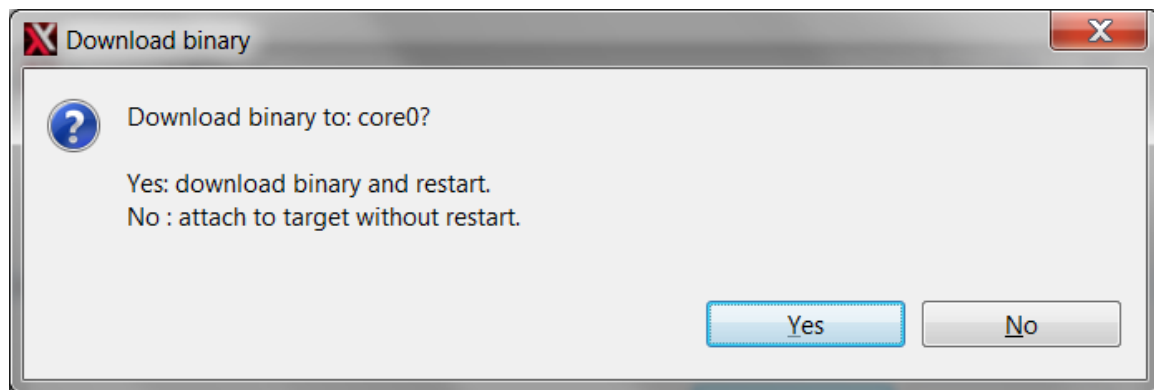 Download binary
Download binary to: core0?
Yes: download binary and restart.
No : attach to target without restart.
Yes
No